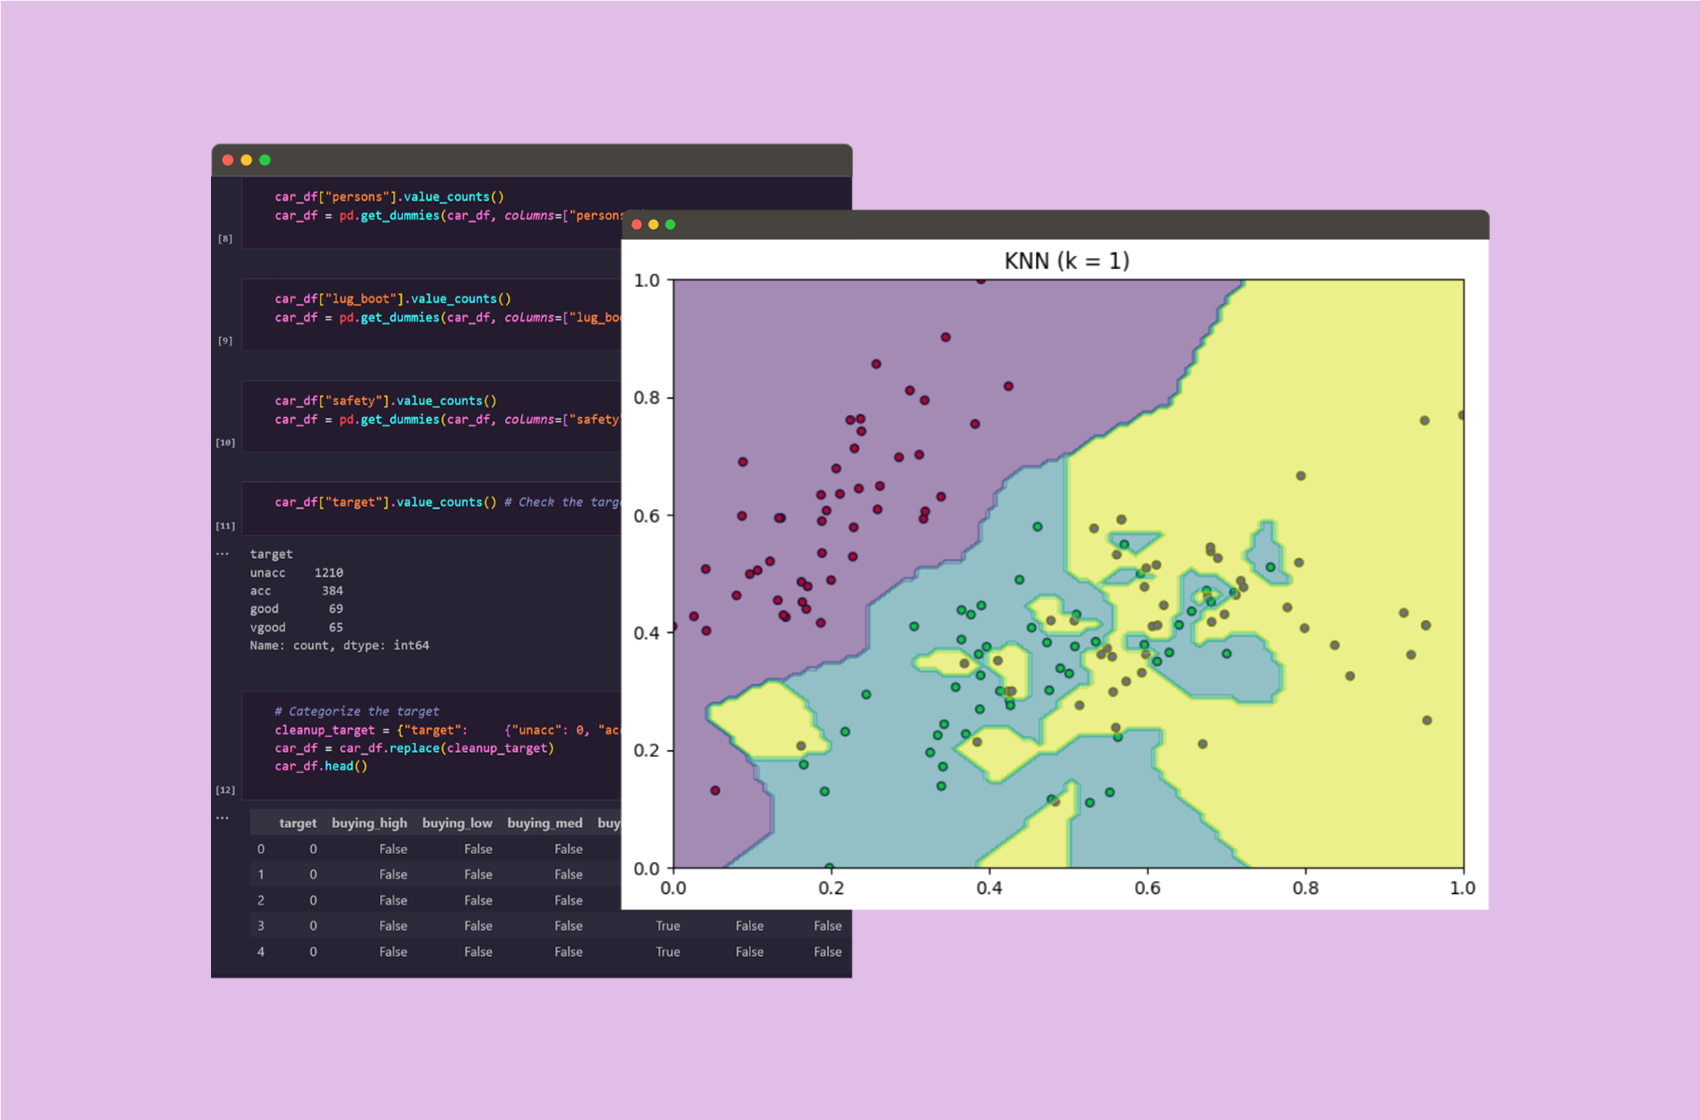 car_df["persons"].value_counts()
car_df = pd.get_dummies(car_df, columns=["persons
[8]
car_df["lug_boot"].value_counts()
car_df = pd.get_dummies(car_df, columns=["lug_bo
[9]
car_df["safety"].value_counts()
car_df = pd.get_dummies(car_df, columns=["safety"
[10]
car_df["target"].value_counts() # Check the targ
[11]
...
target
unacc 1210
acc 384
good 69
vgood 65
Name: count, dtype: int64
# Categorize the target
cleanup_target = {"target": {"unacc": 0, "ac
car_df = car_df.replace(cleanup_target)
car_df.head()
[12]
...
target buying_high buying_low buying_med buy
0 0 False False False
1 0 False False False
2 0 False False False
3 0 False False False True False False
4 0 False False False True False False
KNN (k = 1)
1.0
0.8
0.6
0.4
0.2
0.0
0.0 0.2 0.4 0.6 0.8 1.0